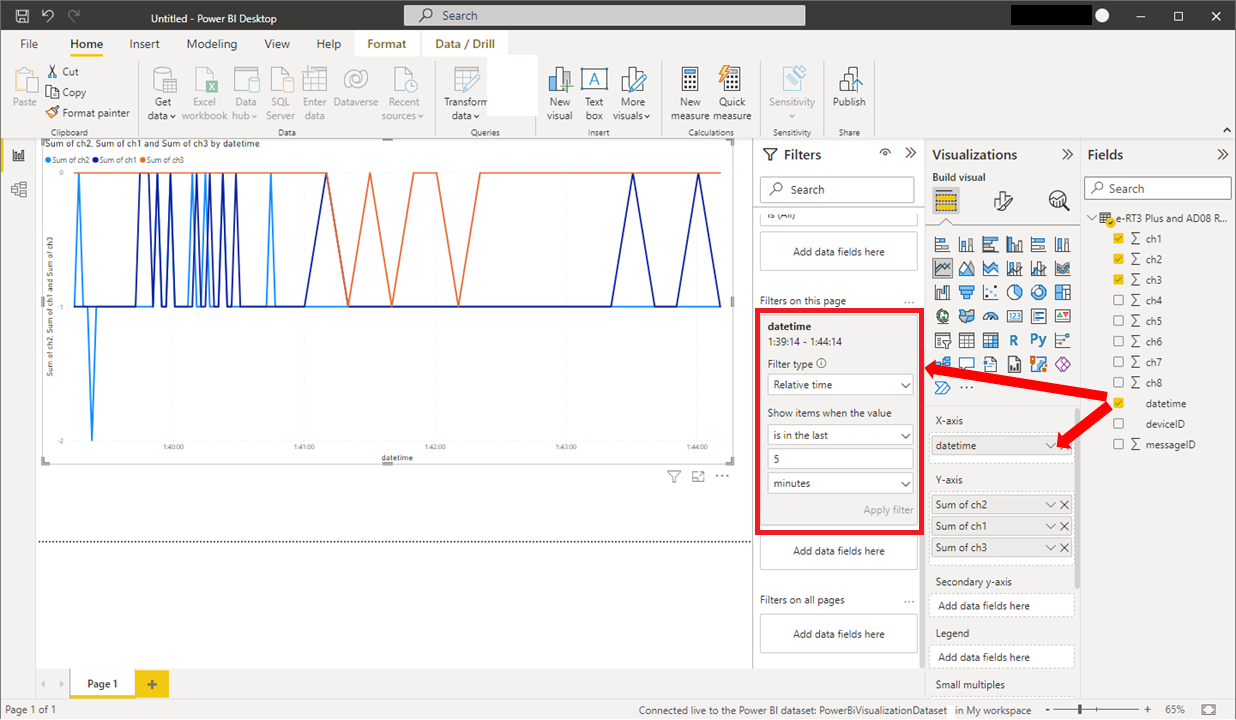 Untitled - Power BI Desktop
Search
File Home Insert Modeling View Help Format Data / Drill
Paste
Cut
Copy
Format painter
Clipboard
Get data
Excel workbook
Data hub
SQL Server
Enter data
Dataverse
Recent sources
Data
Transform data
Queries
New visual
Text box
More visuals
Insert
New measure
Quick measure
Calculations
Sensitivity
Sensitivity
Publish
Share
Sum of ch2, Sum of ch1 and Sum of ch3 by datetime
Sum of ch2 Sum of ch1 Sum of ch3
Sum of ch2, Sum of ch1 and Sum of ch3
0
-1
-2
1:40:00 1:41:00 1:42:00 1:43:00 1:44:00
datetime
Filters
Search
is (All)
Add data fields here
Filters on this page
datetime
1:39:14 - 1:44:14
Filter type
Relative time
Show items when the value
is in the last
5
minutes
Apply filter
Add data fields here
Filters on all pages
Add data fields here
Visualizations
Build visual
123
R
Py
X-axis
datetime
Y-axis
Sum of ch2
Sum of ch1
Sum of ch3
Secondary y-axis
Add data fields here
Legend
Add data fields here
Small multiples
Fields
Search
e-RT3 Plus and AD08 R...
ch1
ch2
ch3
ch4
ch5
ch6
ch7
ch8
datetime
deviceID
messageID
Page 1
Page 1 of 1
Connected live to the Power BI dataset: PowerBiVisualizationDataset in My workspace
65%